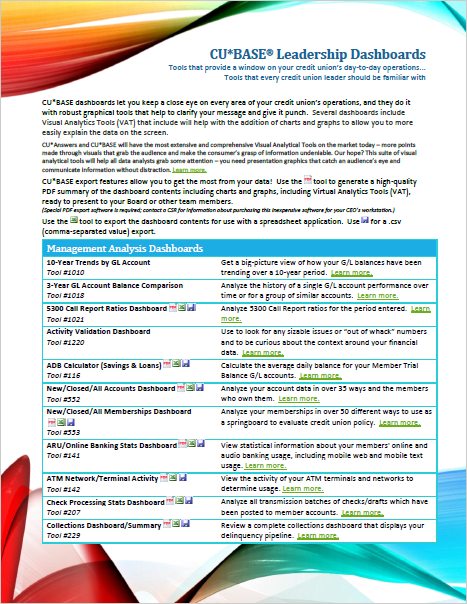 CU*BASE® Leadership Dashboards
Tools that provide a window on your credit union's day-to-day operations...
Tools that every credit union leader should be familiar with
CU*BASE dashboards let you keep a close eye on every area of your credit union's operations, and they do it
with robust graphical tools that help to clarify your message and give it punch. Several dashboards include
Visual Analytics Tools (VAT) that include will help with the addition of charts and graphs to allow you to more
easily explain the data on the screen.
CU*Answers and CU*BASE will have the most extensive and comprehensive Visual Analytical Tools on the market today – more points
made through visuals that grab the audience and make the consumer's grasp of information undeniable. Our hope? This suite of visual
analytical tools will help all data analysts grab some attention – you need presentation graphics that catch an audience's eye and
communicate information without distraction. Learn more.
CU*BASE export features allow you to get the most from your data! Use the tool to generate a high-quality
PDF summary of the dashboard contents including charts and graphs, including Virtual Analytics Tools (VAT),
ready to present to your Board or other team members.
(Special PDF export software is required; contact a CSR for information about purchasing this inexpensive software for your CEO's workstation.)
Use the tool to export the dashboard contents for use with a spreadsheet application. Use for a .csv
(comma-separated value) export.
Management Analysis Dashboards
10-Year Trends by GL Account
Tool #1010
Get a big-picture view of how your G/L balances have been
trending over a 10-year period. Learn more.
3-Year GL Account Balance Comparison
Tool #1018
Analyze the history of a single G/L account performance over
time or for a group of similar accounts. Learn more.
5300 Call Report Ratios Dashboard
Tool #1021
Analyze 5300 Call Report ratios for the period entered. Learn
more.
Activity Validation Dashboard
Tool #1220
Use to look for any sizable issues or "out of whack" numbers
and to be curious about the context around your financial
data. Learn more.
ADB Calculator (Savings & Loans)
Tool #116
Calculate the average daily balance for your Member Trial
Balance G/L accounts. Learn more.
New/Closed/All Accounts Dashboard
Tool #552
Analyze your account data in over 35 ways and the members
who own them. Learn more.
New/Closed/All Memberships Dashboard
Tool #553
Analyze your memberships in over 50 different ways to use as
a springboard to evaluate credit union policy. Learn more.
ARU/Online Banking Stats Dashboard
Tool #141
View statistical information about your members' online and
audio banking usage, including mobile web and mobile text
usage. Learn more.
ATM Network/Terminal Activity
Tool #142
View the activity of your ATM terminals and networks to
determine usage. Learn more.
Check Processing Stats Dashboard
Tool #207
Analyze all transmission batches of checks/drafts which have
been posted to member accounts. Learn more.
Collections Dashboard/Summary
Tool #229
Review a complete collections dashboard that displays your
delinquency pipeline. Learn more.